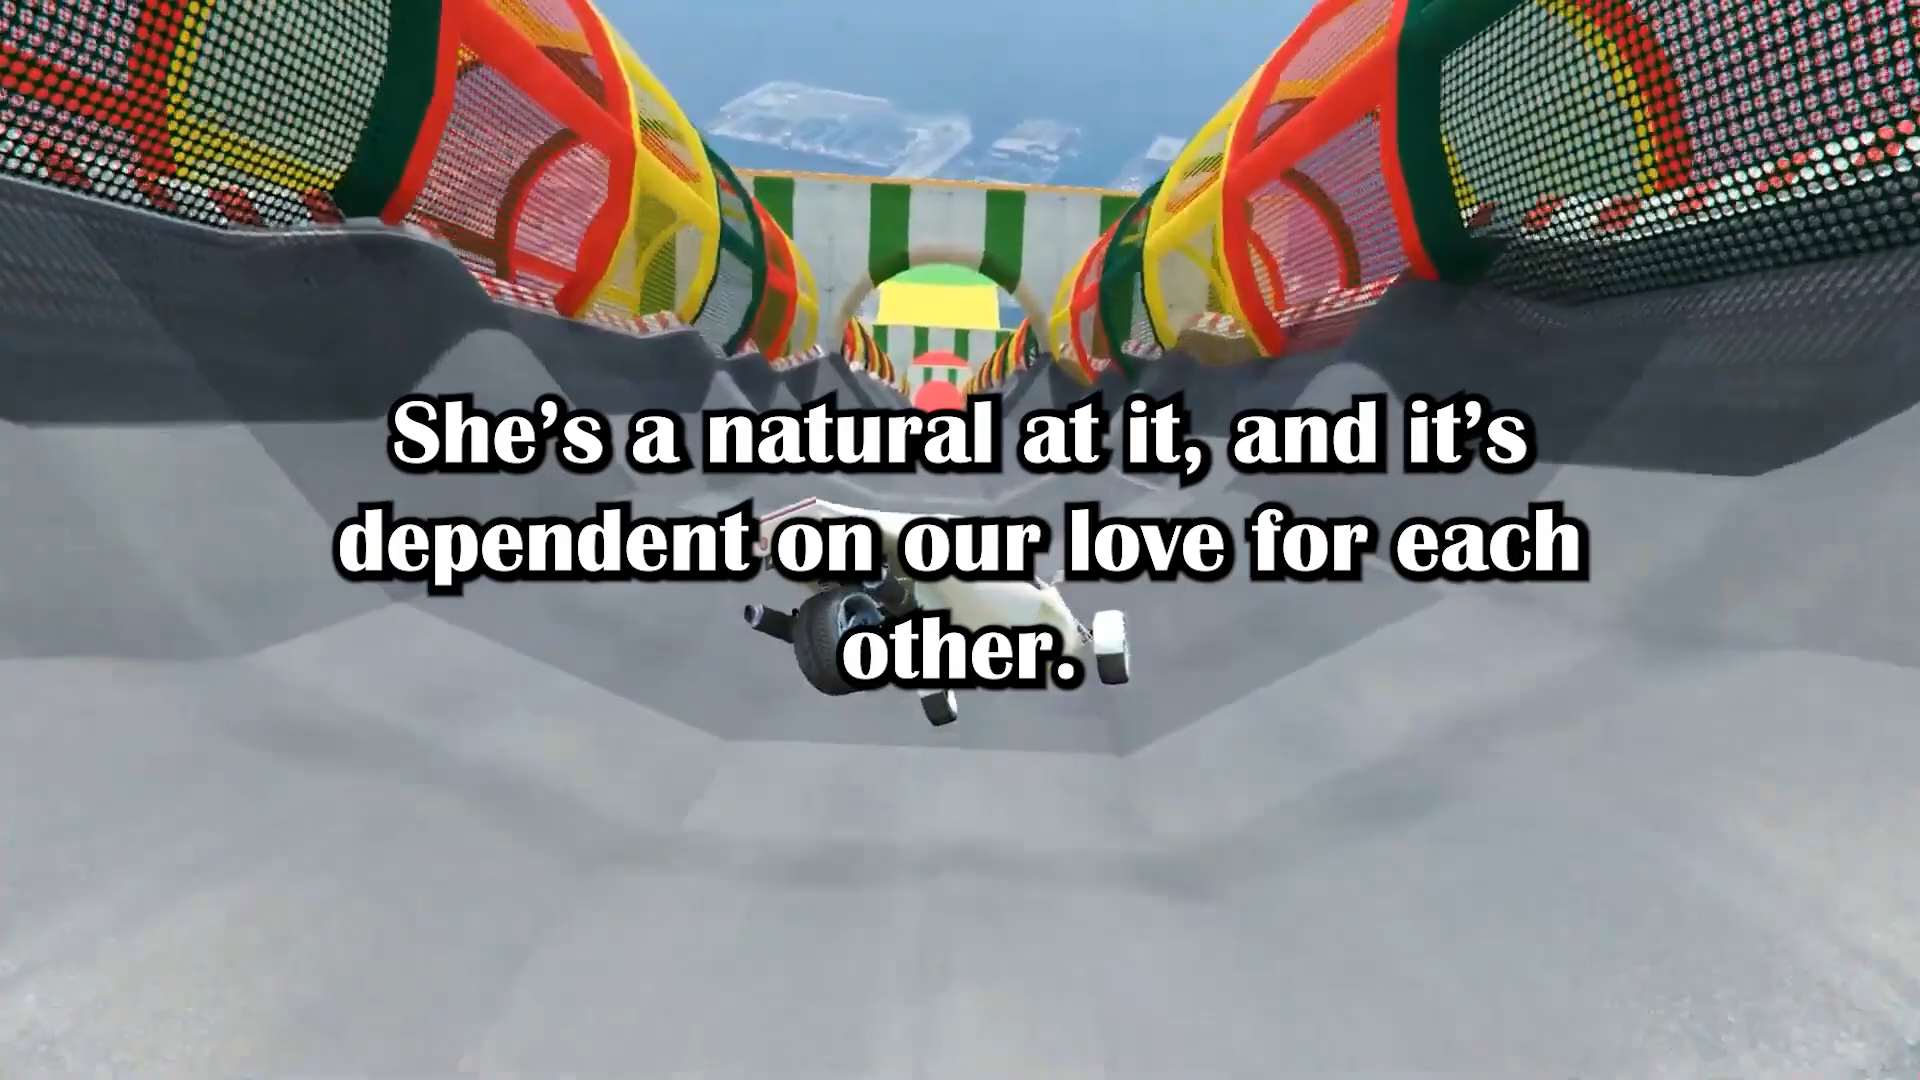 She’s a natural at it, and it’s
dependent on our love for each
other.